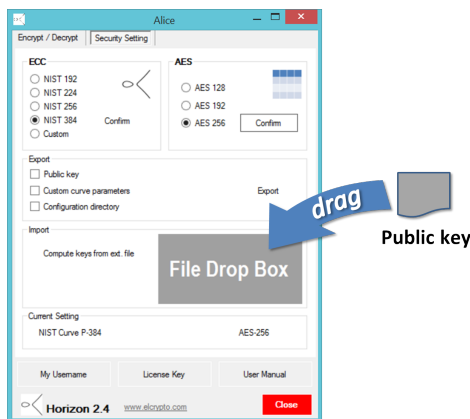 Alice
Encrypt / Decrypt Security Setting
ECC
NIST 192
NIST 224
NIST 256
NIST 384
Custom
Confirm
AES
AES 128
AES 192
AES 256
Confirm
Export
Public key
Custom curve parameters
Configuration directory
Export
Import
Compute keys from ext. file
File Drop Box
drag
Public key
Current Setting
NIST Curve P-384 AES-256
My Username License Key User Manual
Horizon 2.4 www.elcrypto.com Close